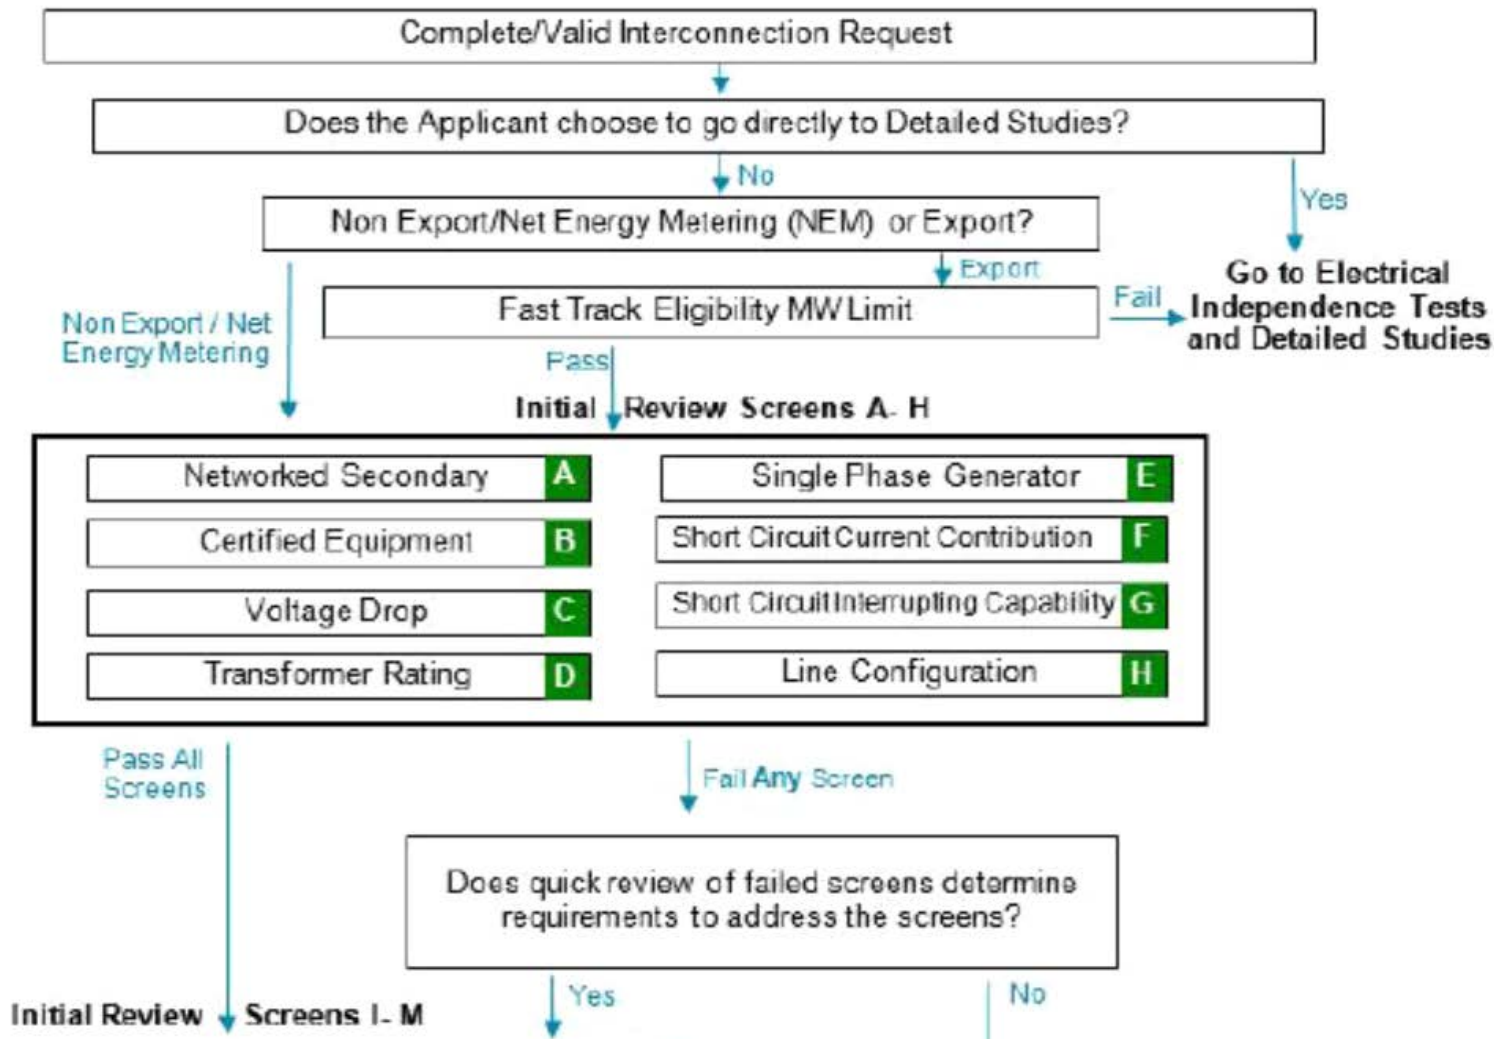 Complete/Valid Interconnection Request
Does the Applicant choose to go directly to Detailed Studies?
No
Yes
Non Export/Net Energy Metering (NEM) or Export?
Export
Go to Electrical
Independence Tests
and Detailed Studies
Fast Track Eligibility MW Limit
Fail
Non Export / Net
Energy Metering
Pass
Initial Review Screens A- H
Networked Secondary A
Certified Equipment B
Voltage Drop C
Transformer Rating D
Single Phase Generator E
Short Circuit Current Contribution F
Short Circuit Interrupting Capability G
Line Configuration H
Pass All
Screens
Fail Any Screen
Does quick review of failed screens determine
requirements to address the screens?
Yes
No
Initial Review Screens I- M